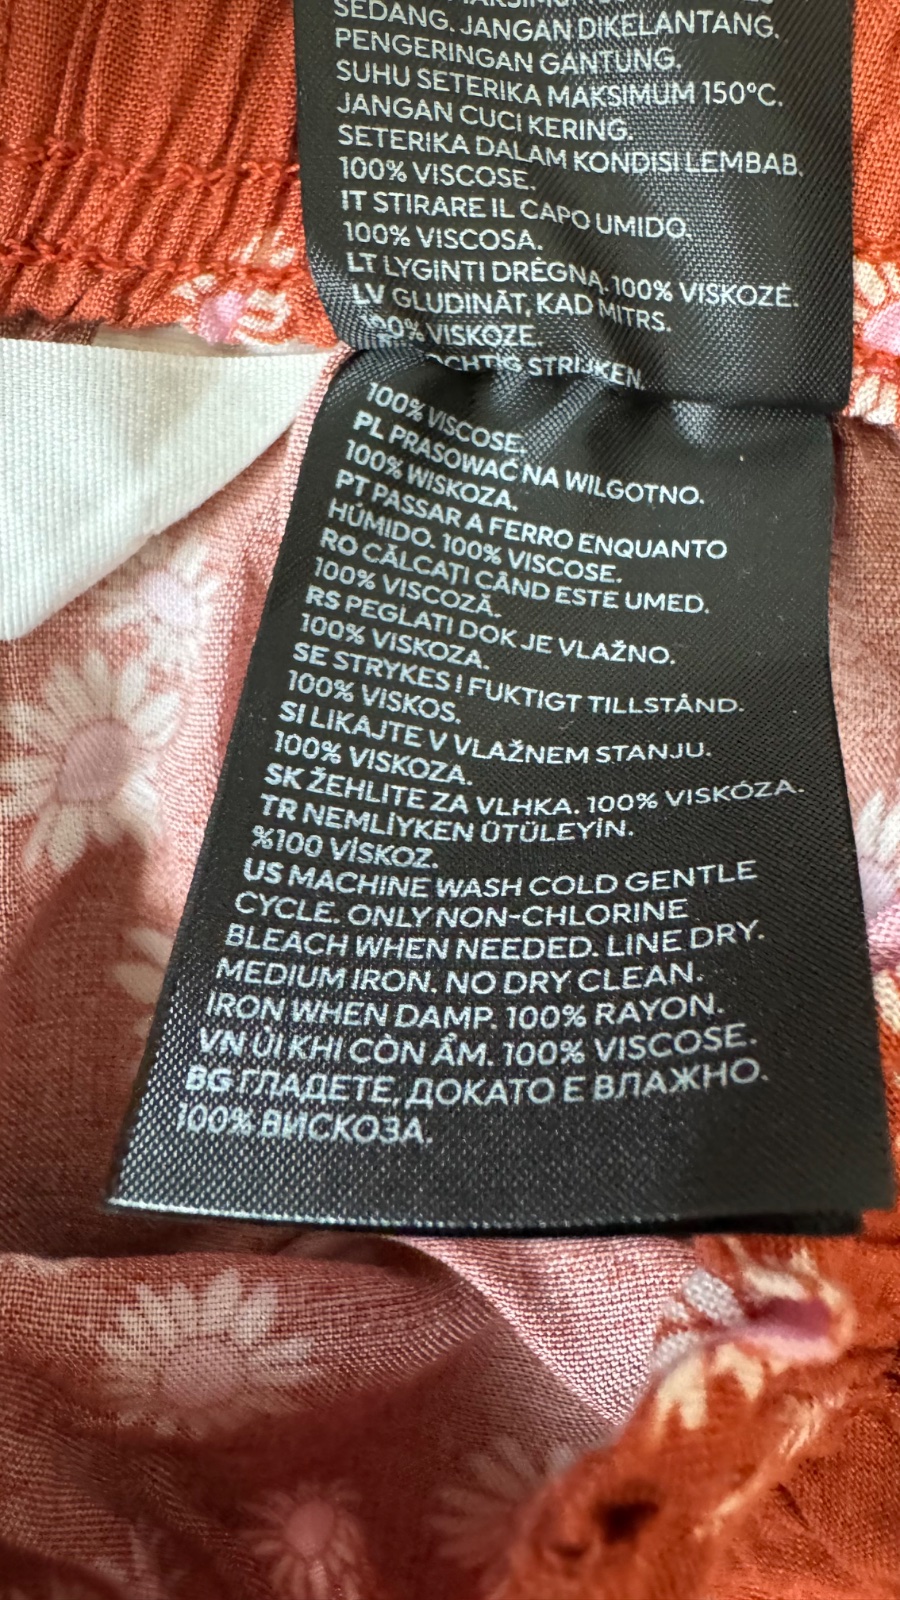 SEDANG. JANGAN DIKELANTANG.
PENGERINGAN GANTUNG.
SUHU SETERIKA MAKSIMUM 150°C.
JANGAN CUCI KERING.
SETERIKA DALAM KONDISI LEMBAB.
100% VISCOSE.
IT STIRARE IL CAPO UMIDO.
100% VISCOSA.
LT LYGINTI DRĖGNĄ. 100% VISKOZĖ.
LV GLUDINĀT, KAD MITRS.
100% VISKOZE.
STRIJKEN.
100% VISCOSE.
PL PRASOWAĆ NA WILGOTNO.
100% WISKOZA.
PT PASSAR A FERRO ENQUANTO
HÚMIDO. 100% VISCOSE.
RO CĂLCAȚI CÂND ESTE UMED.
100% VISCOZĂ.
RS PEGLATI DOK JE VLAŽNO.
100% VISKOZA.
SE STRYKES I FUKTIGT TILLSTÅND.
100% VISKOS.
SI LIKAJTE V VLAŽNEM STANJU.
100% VISKOZA.
SK ŽEHLITE ZA VLHKA. 100% VISKÓZA.
TR NEMLİYKEN ÜTÜLEYİN.
%100 VİSKOZ.
US MACHINE WASH COLD GENTLE
CYCLE. ONLY NON-CHLORINE
BLEACH WHEN NEEDED. LINE DRY.
MEDIUM IRON. NO DRY CLEAN.
IRON WHEN DAMP. 100% RAYON.
VN ỦI KHI CÒN ẨM. 100% VISCOSE.
BG ГЛАДЕТЕ, ДОКАТО Е ВЛАЖНО.
100% ВИСКОЗА.